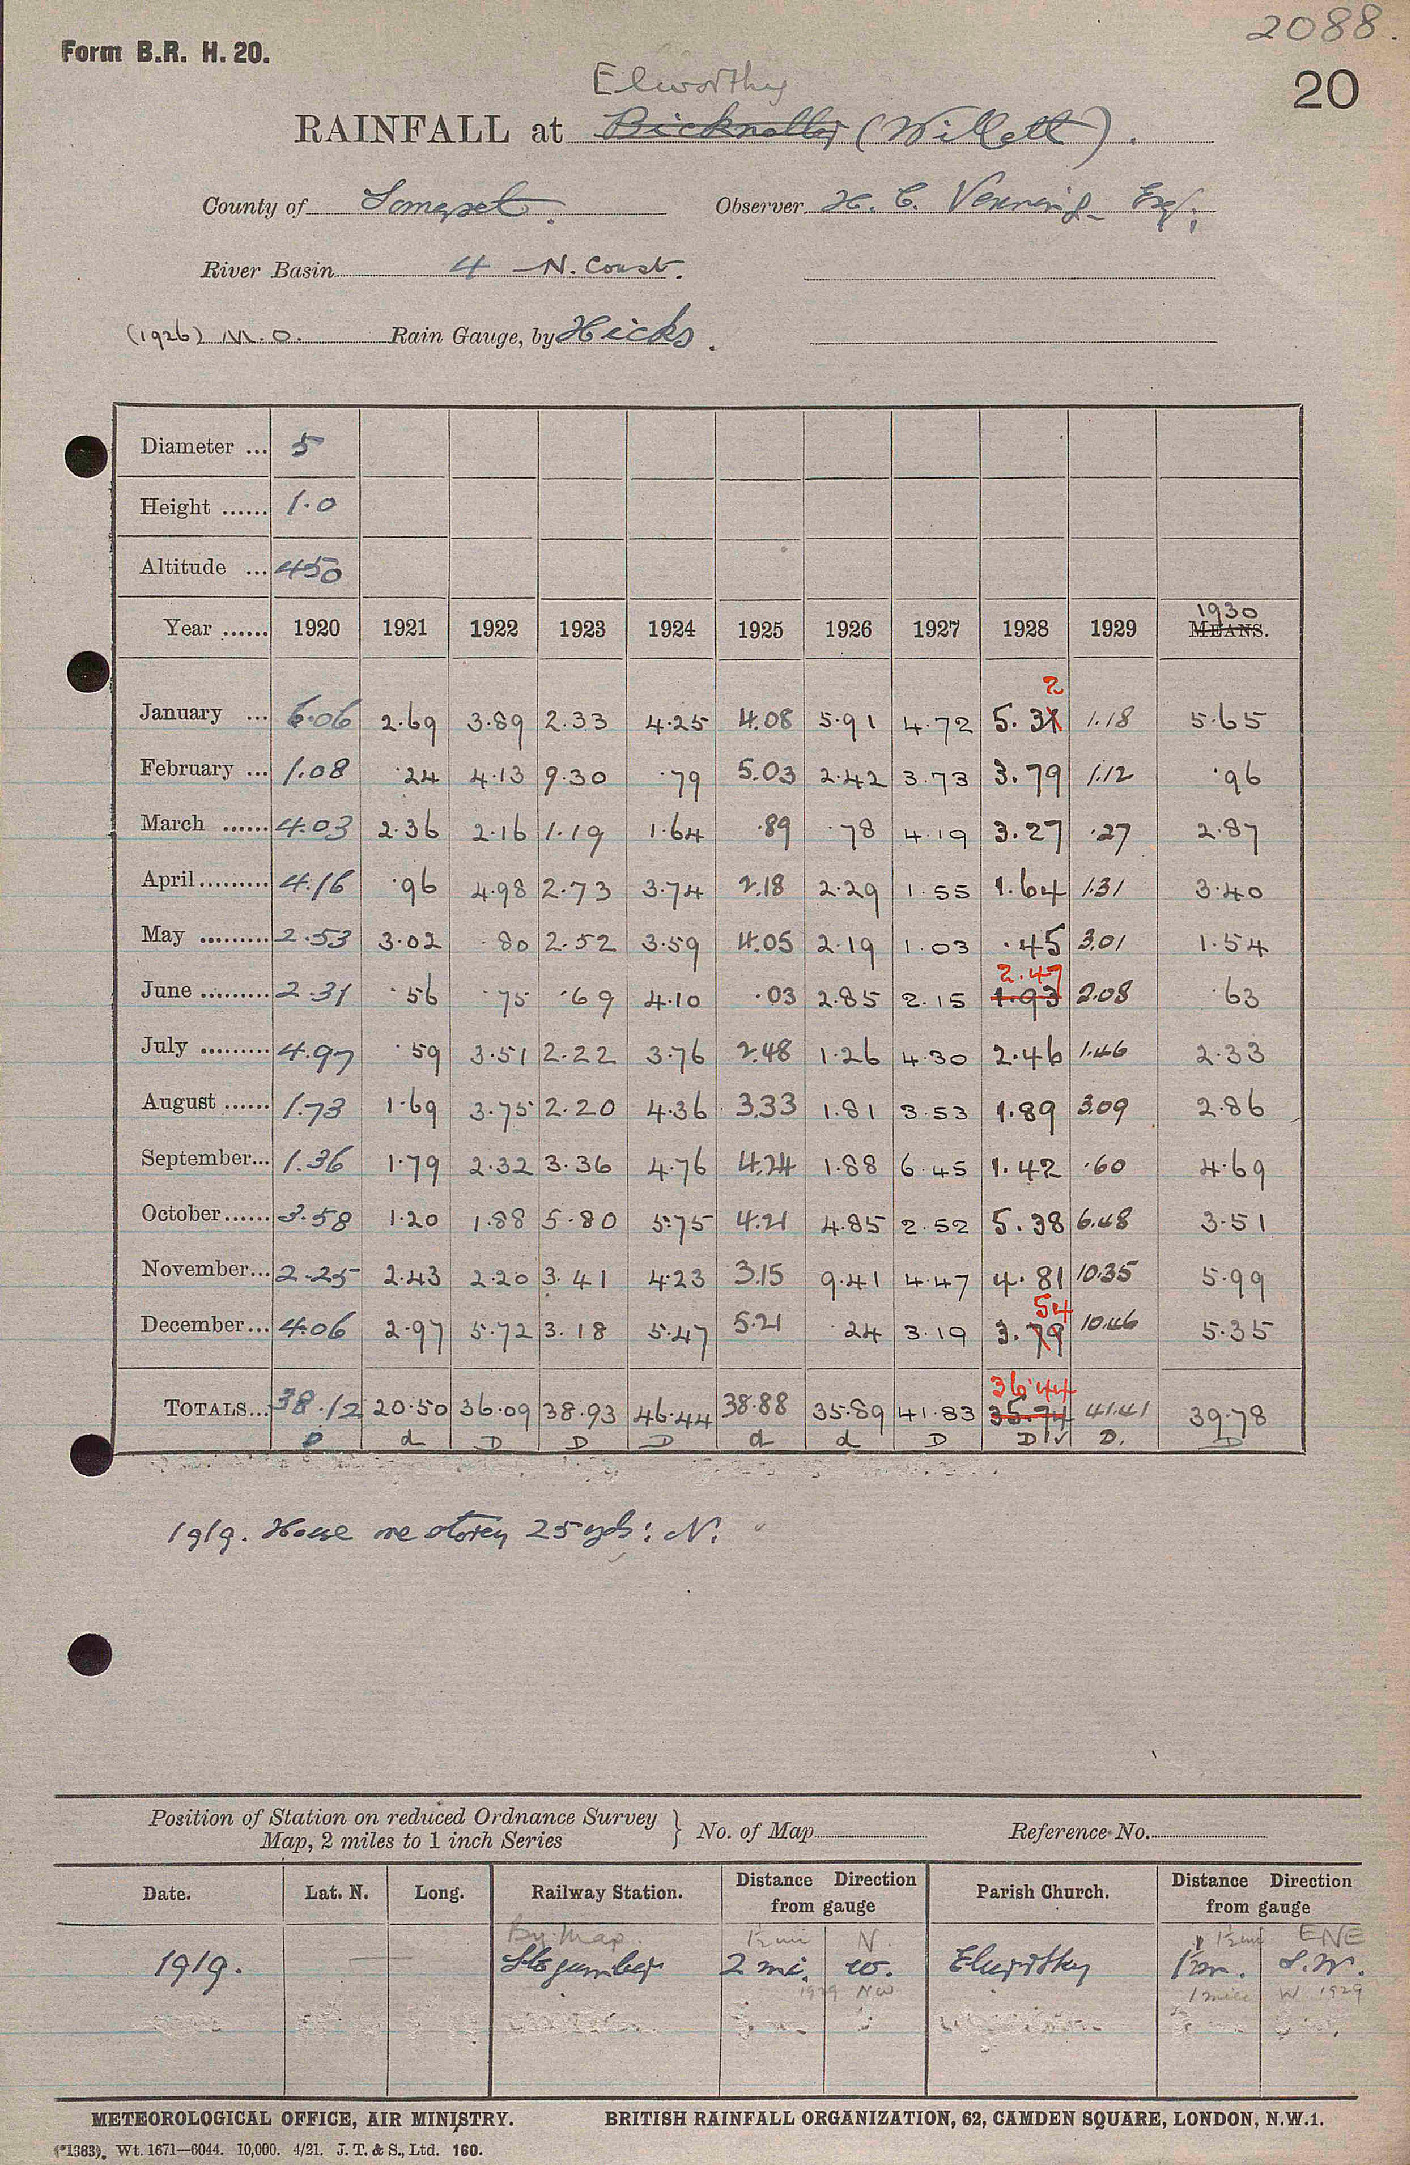 2088.
Form B.R. H. 20.
20
Elworthy
RAINFALL at Bicknoller (Willett).
County of Somerset. Observer H. C. Venning Esq.
River Basin 4 N. Coast.
(1926) M.O. Rain Gauge, by Hicks.
Diameter ... 5
Height ...... 1.0
Altitude ... 450
1930
Year ...... 1920 1921 1922 1923 1924 1925 1926 1927 1928 1929 MEANS.
2
January ... 6.06 2.69 3.89 2.33 4.25 4.08 5.91 4.72 5.31 1.18 5.65
February ... 1.08 .24 4.13 9.30 .79 5.03 2.42 3.73 3.79 1.12 .96
March ...... 4.03 2.36 2.16 1.19 1.64 .89 .78 4.19 3.27 .27 2.87
April......... 4.16 .96 4.98 2.73 3.74 2.18 2.29 1.55 1.64 1.31 3.40
May ......... 2.53 3.02 .80 2.52 3.59 4.05 2.19 1.03 .45 3.01 1.54
2.47
June ......... 2.31 .56 .75 .69 4.10 .03 2.85 2.15 1.93 2.08 .63
July ......... 4.97 .59 3.51 2.22 3.76 2.48 1.26 4.30 2.46 1.46 2.33
August ...... 1.73 1.69 3.75 2.20 4.36 3.33 1.81 3.53 1.89 3.09 2.86
September... 1.36 1.79 2.32 3.36 4.76 4.24 1.88 6.45 1.42 .60 4.69
October...... 3.58 1.20 1.88 5.80 5.75 4.21 4.85 2.52 5.38 6.48 3.51
November... 2.25 2.43 2.20 3.41 4.23 3.15 9.41 4.47 4.81 10.35 5.99
54
December... 4.06 2.97 5.72 3.18 5.47 5.21 .24 3.19 3.79 10.46 5.35
36.44
TOTALS... 38.12 20.50 36.09 38.93 46.44 38.88 35.89 41.83 35.74 41.41 39.78
D d D D D d d D D ✓ D. D
1919. House one storey 25 yds: N.
Position of Station on reduced Ordnance Survey
Map, 2 miles to 1 inch Series } No. of Map Reference No.
Date. Lat. N. Long. Railway Station. Distance Direction from gauge Parish Church. Distance Direction from gauge
By Map 1½ mi N 1½ mi ENE
1919. — Stogumber 2 mi. W. Elworthy 1 m. S.W.
1929 NW 1 mile W 1929
METEOROLOGICAL OFFICE, AIR MINISTRY. BRITISH RAINFALL ORGANIZATION, 62, CAMDEN SQUARE, LONDON, N.W.1.
(*1383). Wt. 1671—6044. 10,000. 4/21. J. T. & S., Ltd. 160.